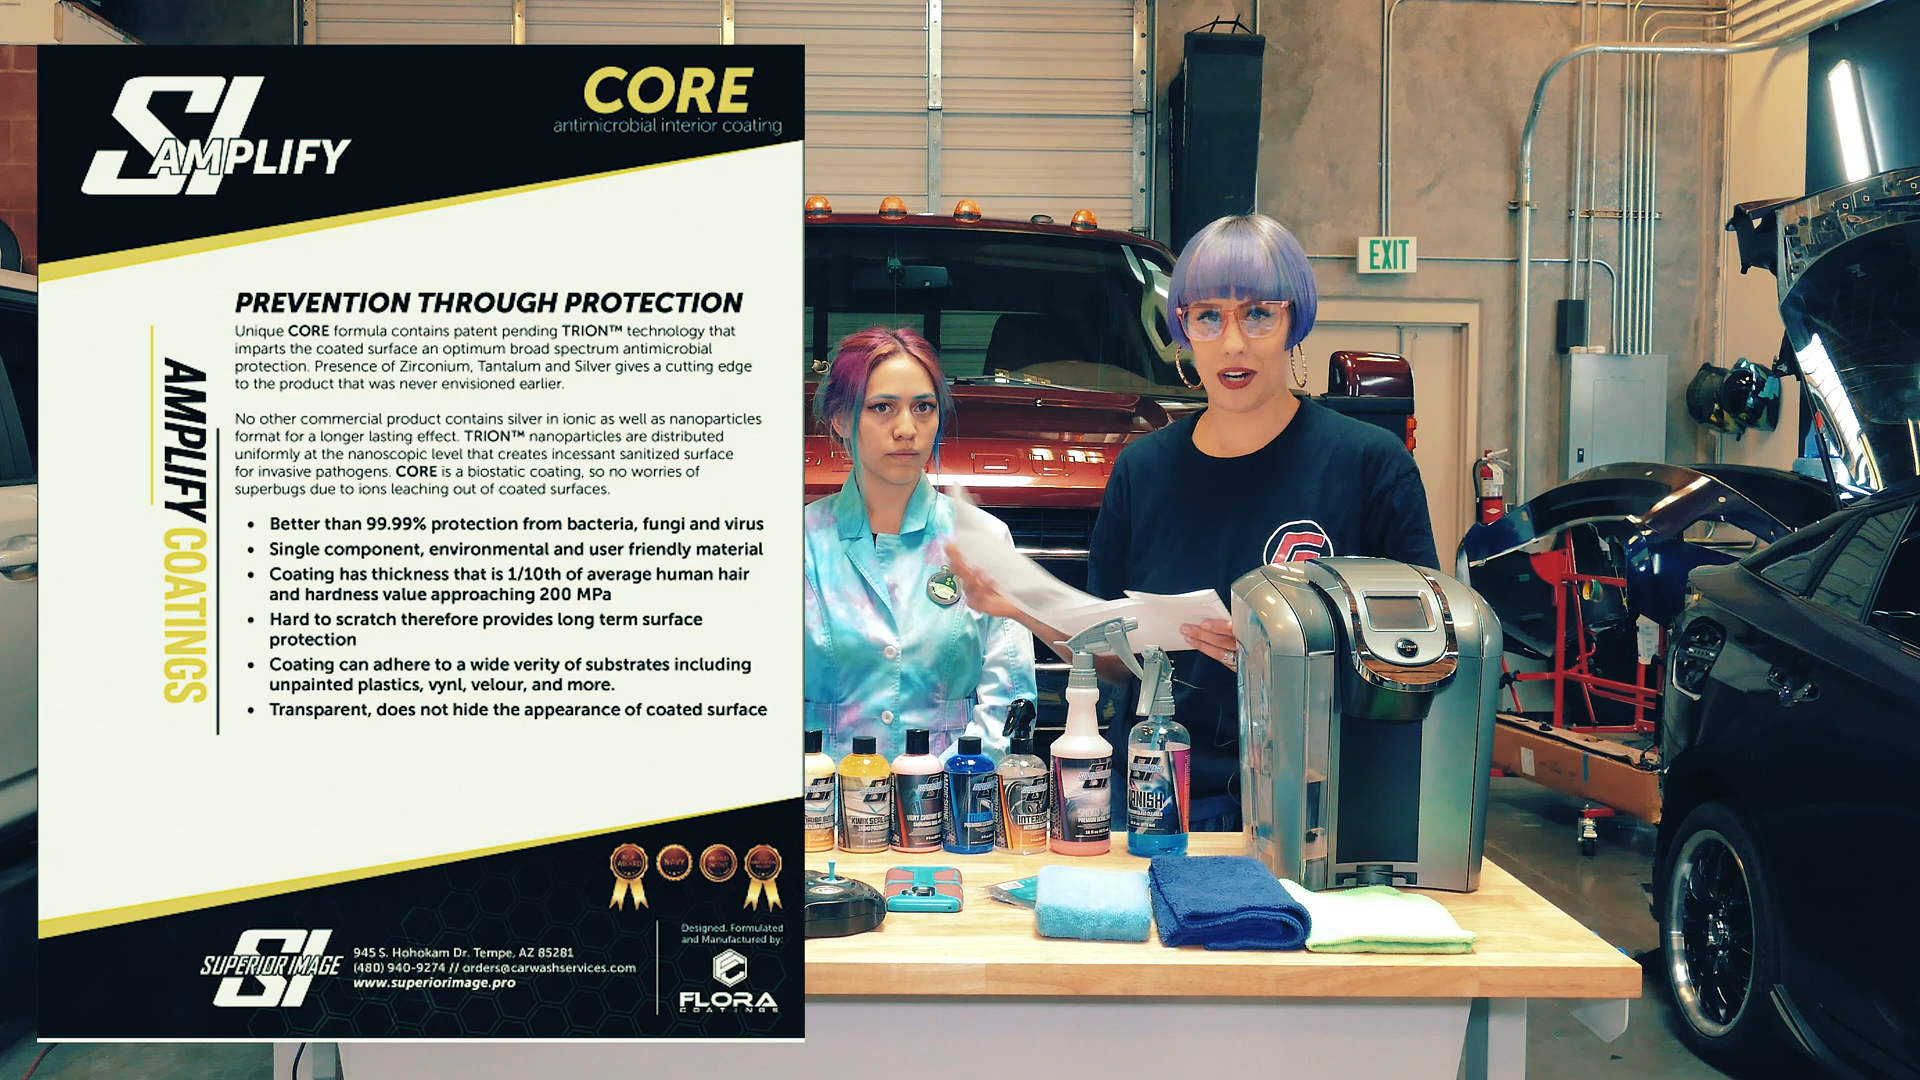 SI
AMPLIFY
CORE
antimicrobial interior coating
PREVENTION THROUGH PROTECTION
Unique CORE formula contains patent pending TRION™ technology that
imparts the coated surface an optimum broad spectrum antimicrobial
protection. Presence of Zirconium, Tantalum and Silver gives a cutting edge
to the product that was never envisioned earlier.
No other commercial product contains silver in ionic as well as nanoparticles
format for a longer lasting effect. TRION™ nanoparticles are distributed
uniformly at the nanoscopic level that creates incessant sanitized surface
for invasive pathogens. CORE is a biostatic coating, so no worries of
superbugs due to ions leaching out of coated surfaces.
• Better than 99.99% protection from bacteria, fungi and virus
• Single component, environmental and user friendly material
• Coating has thickness that is 1/10th of average human hair
and hardness value approaching 200 MPa
• Hard to scratch therefore provides long term surface
protection
• Coating can adhere to a wide verity of substrates including
unpainted plastics, vynl, velour, and more.
• Transparent, does not hide the appearance of coated surface
AMPLIFY COATINGS
NAVY
SI
SUPERIOR IMAGE
945 S. Hohokam Dr. Tempe, AZ 85281
(480) 940-9274 // orders@carwashservices.com
www.superiorimage.pro
Designed, Formulated
and Manufactured by:
FLORA
COATINGS
EXIT
KWIK SEAL
INTERIOR
SHOW